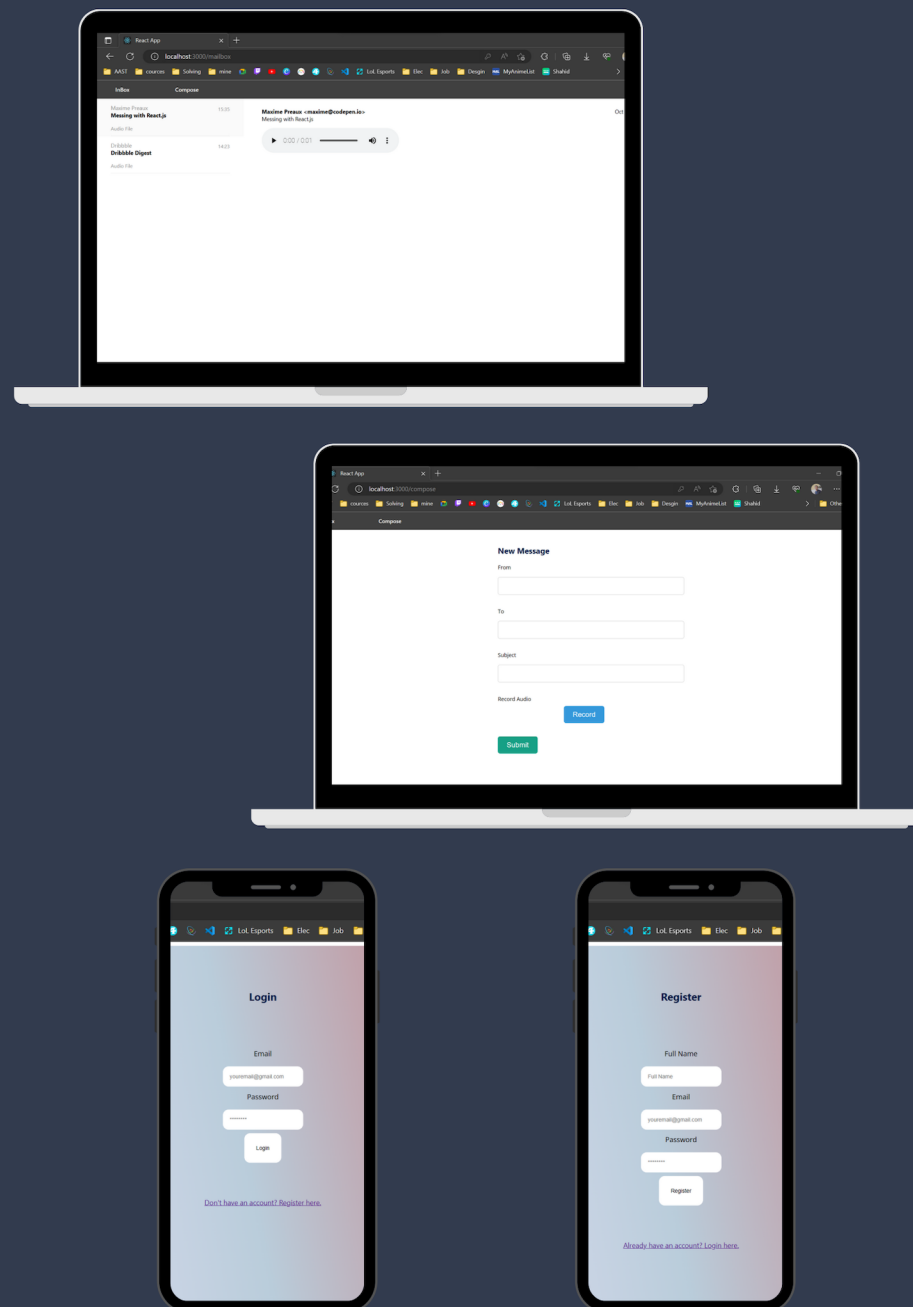 React App
localhost:3000/mailbox
AAST cources Solving mine LoL Esports Elec Job Desgin MyAnimeList Shahid
InBox Compose
Maxime Preaux 15:35
Messing with React.js
Audio File
Dribbble 14:23
Dribbble Digest
Audio File
Maxime Preaux <maxime@codepen.io> Oct
Messing with React.js
0:02 / 0:01
React App
localhost:3000/compose
cources Solving mine LoL Esports Elec Job Desgin MyAnimeList Shahid Othe
Compose
New Message
From
To
Subject
Record Audio
Record
Submit
LoL Esports Elec Job
Login
Email
youremail@gmail.com
Password
********
Login
Don't have an account? Register here.
LoL Esports Elec Job
Register
Full Name
Full Name
Email
youremail@gmail.com
Password
********
Register
Already have an account? Login here.